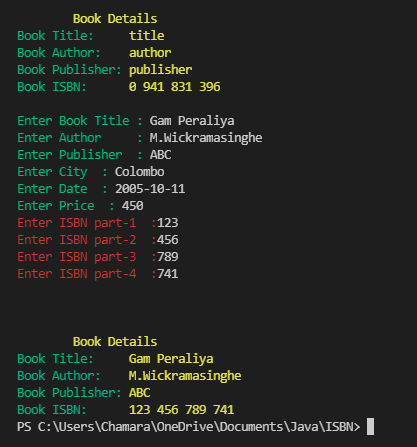 Book Details
Book Title: title
Book Author: author
Book Publisher: publisher
Book ISBN: 0 941 831 396
Enter Book Title : Gam Peraliya
Enter Author : M.Wickramasinghe
Enter Publisher : ABC
Enter City : Colombo
Enter Date : 2005-10-11
Enter Price : 450
Enter ISBN part-1 :123
Enter ISBN part-2 :456
Enter ISBN part-3 :789
Enter ISBN part-4 :741
Book Details
Book Title: Gam Peraliya
Book Author: M.Wickramasinghe
Book Publisher: ABC
Book ISBN: 123 456 789 741
PS C:\Users\Chamara\OneDrive\Documents\Java\ISBN>